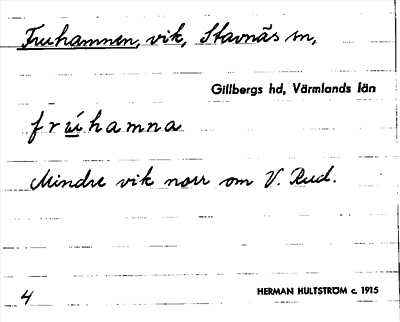 Fruhamnen, vik, Stavnäs sn,
Gillbergs hd, Värmlands län
frúhamna
Mindre vik norr om V. Rud.
4
HERMAN HULTSTRÖM c. 1915